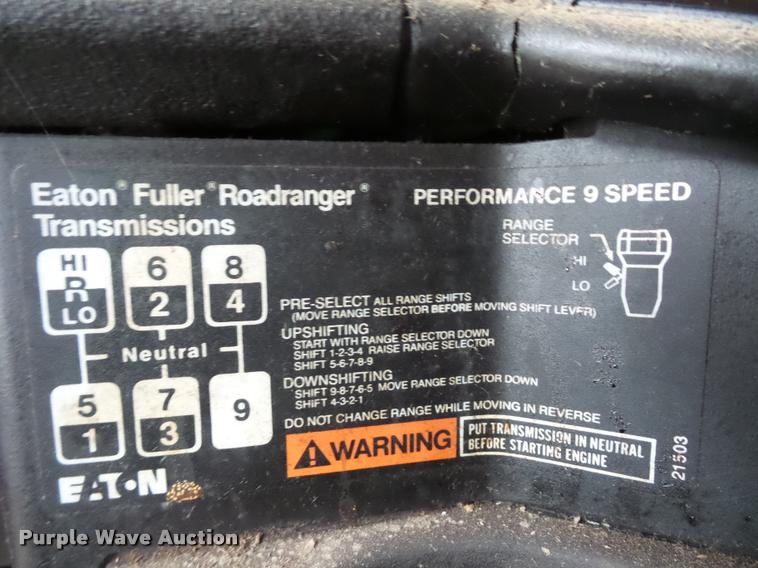 Eaton® Fuller® Roadranger®
Transmissions
PERFORMANCE 9 SPEED
RANGE
SELECTOR
HI
LO
HI
R
LO
6
2
8
4
Neutral
5
1
7
3
9
PRE-SELECT ALL RANGE SHIFTS
(MOVE RANGE SELECTOR BEFORE MOVING SHIFT LEVER)
UPSHIFTING
START WITH RANGE SELECTOR DOWN
SHIFT 1-2-3-4 RAISE RANGE SELECTOR
SHIFT 5-6-7-8-9
DOWNSHIFTING
SHIFT 9-8-7-6-5 MOVE RANGE SELECTOR DOWN
SHIFT 4-3-2-1
DO NOT CHANGE RANGE WHILE MOVING IN REVERSE
WARNING
PUT TRANSMISSION IN NEUTRAL
BEFORE STARTING ENGINE
21503
EATON
Purple Wave Auction